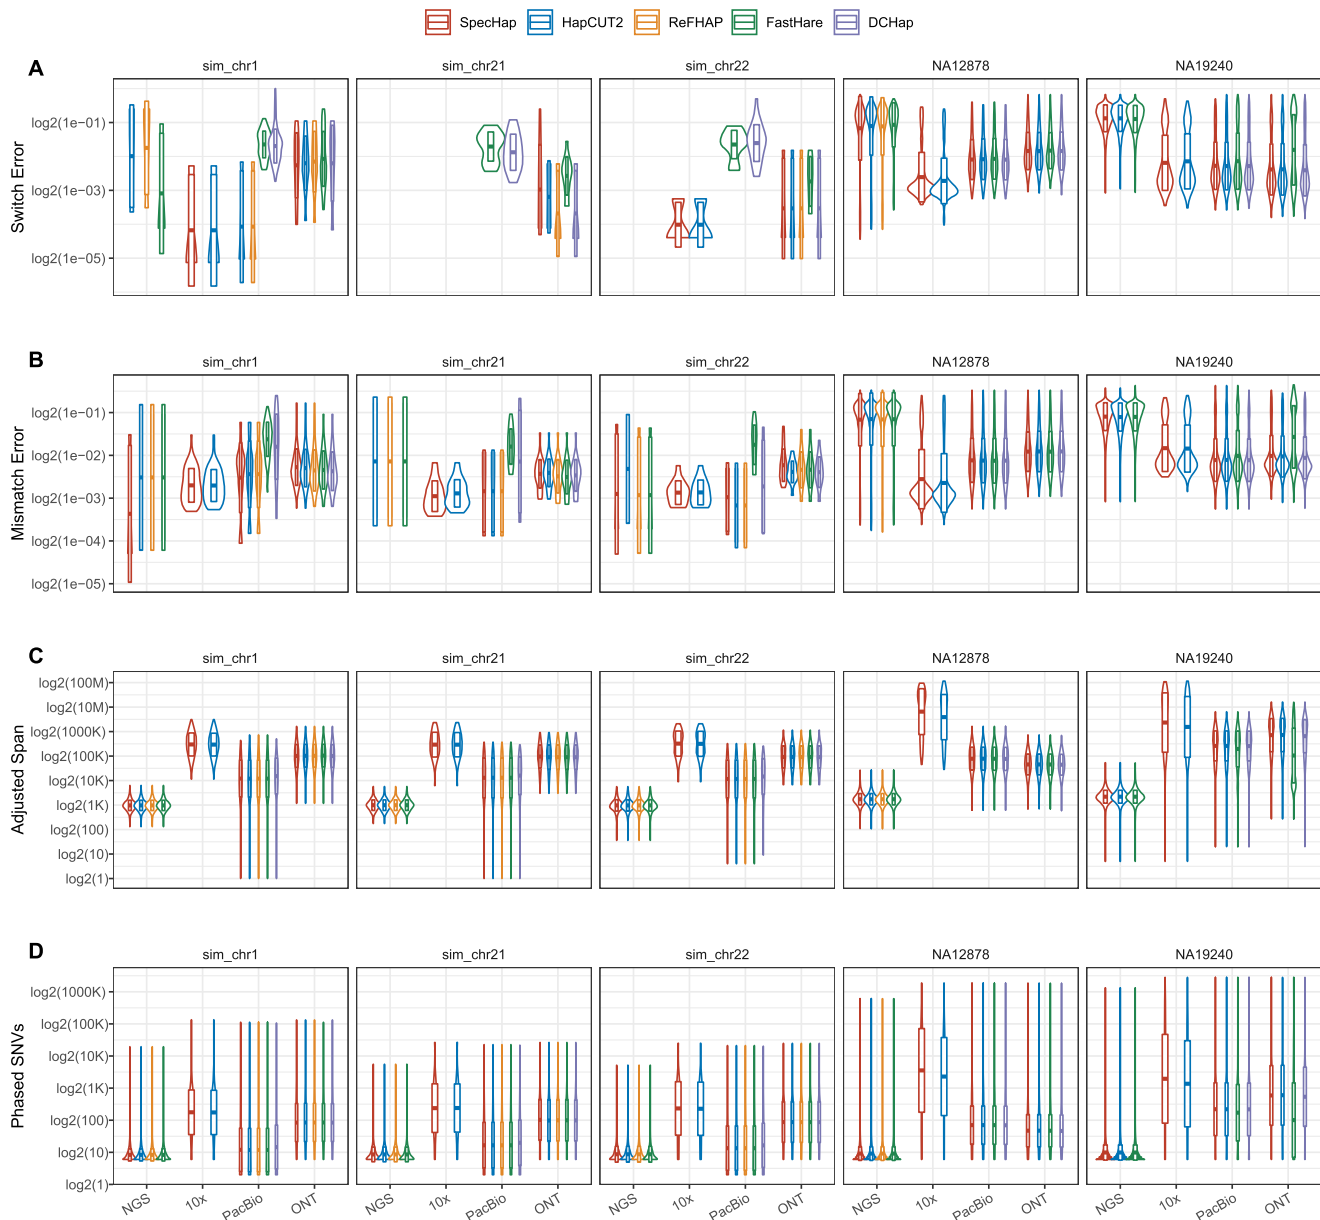 SpecHap HapCUT2 ReFHAP FastHare DCHap
A
sim_chr1 sim_chr21 sim_chr22 NA12878 NA19240
Switch Error
log2(1e−01)
log2(1e−03)
log2(1e−05)
B
sim_chr1 sim_chr21 sim_chr22 NA12878 NA19240
Mismatch Error
log2(1e−01)
log2(1e−02)
log2(1e−03)
log2(1e−04)
log2(1e−05)
C
sim_chr1 sim_chr21 sim_chr22 NA12878 NA19240
Adjusted Span
log2(100M)
log2(10M)
log2(1000K)
log2(100K)
log2(10K)
log2(1K)
log2(100)
log2(10)
log2(1)
D
sim_chr1 sim_chr21 sim_chr22 NA12878 NA19240
Phased SNVs
log2(1000K)
log2(100K)
log2(10K)
log2(1K)
log2(100)
log2(10)
log2(1)
NGS 10x PacBio ONT NGS 10x PacBio ONT NGS 10x PacBio ONT NGS 10x PacBio ONT NGS 10x PacBio ONT